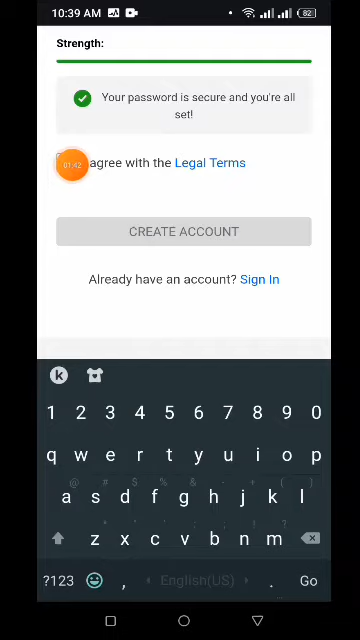 10:39 AM 82
Strength:
Your password is secure and you're all
set!
01:42 agree with the Legal Terms
CREATE ACCOUNT
Already have an account? Sign In
k
1 2 3 4 5 6 7 8 9 0
q w e r t y u i o p
@ # $ % & - + ( )
a s d f g h j k l
* " ' : ; ! ?
z x c v b n m
?123 , English(US) . Go